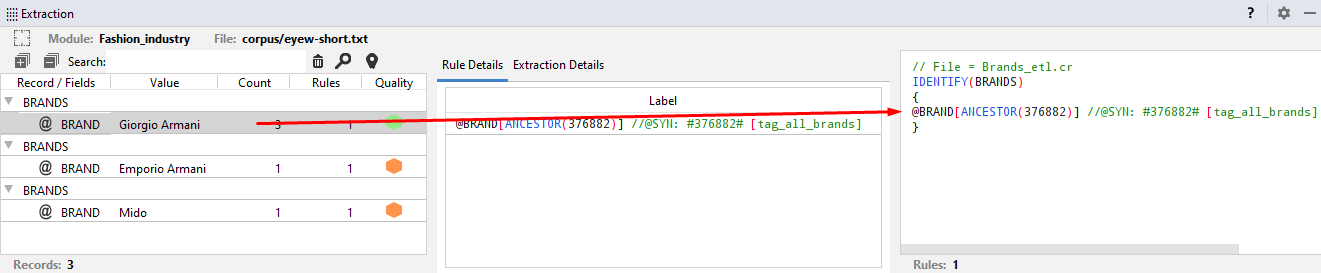 Extraction
?
Module: Fashion_industry File: corpus/eyew-short.txt
Search:
Record / Fields Value Count Rules Quality
BRANDS
@ BRAND Giorgio Armani 3 1
BRANDS
@ BRAND Emporio Armani 1 1
BRANDS
@ BRAND Mido 1 1
Records: 3
Rule Details Extraction Details
Label
@BRAND[ANCESTOR(376882)] //@SYN: #376882# [tag_all_brands]
// File = Brands_etl.cr
IDENTIFY(BRANDS)
{
@BRAND[ANCESTOR(376882)] //@SYN: #376882# [tag_all_brands]
}
Rules: 1